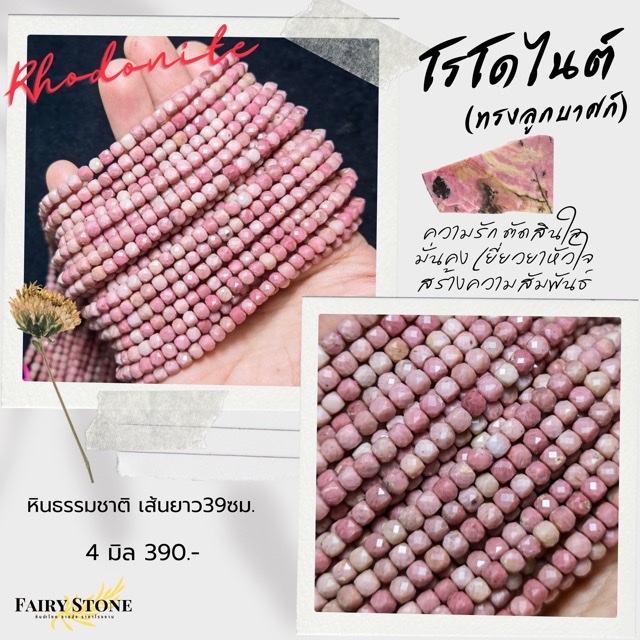 Rhodonite
โรโดไนต์
(ทรงลูกบาศก์)
ความรัก ตัดสินใจ
มั่นคง เยียวยาหัวใจ
สร้างความสัมพันธ์
หินธรรมชาติ เส้นยาว39ซม.
4 มิล 390.-
FAIRY STONE